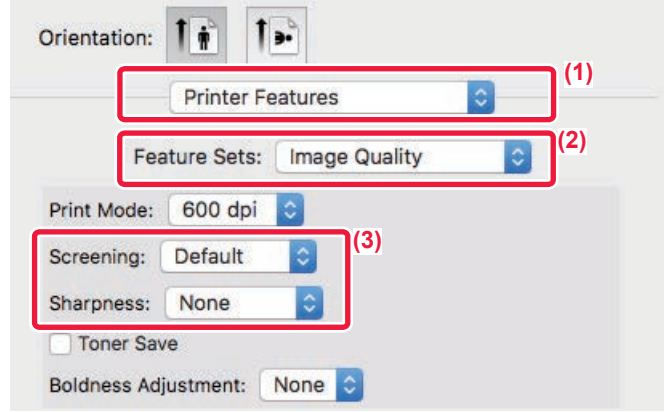 Orientation:
Printer Features
(1)
Feature Sets: Image Quality
(2)
Print Mode: 600 dpi
Screening: Default
(3)
Sharpness: None
Toner Save
Boldness Adjustment: None